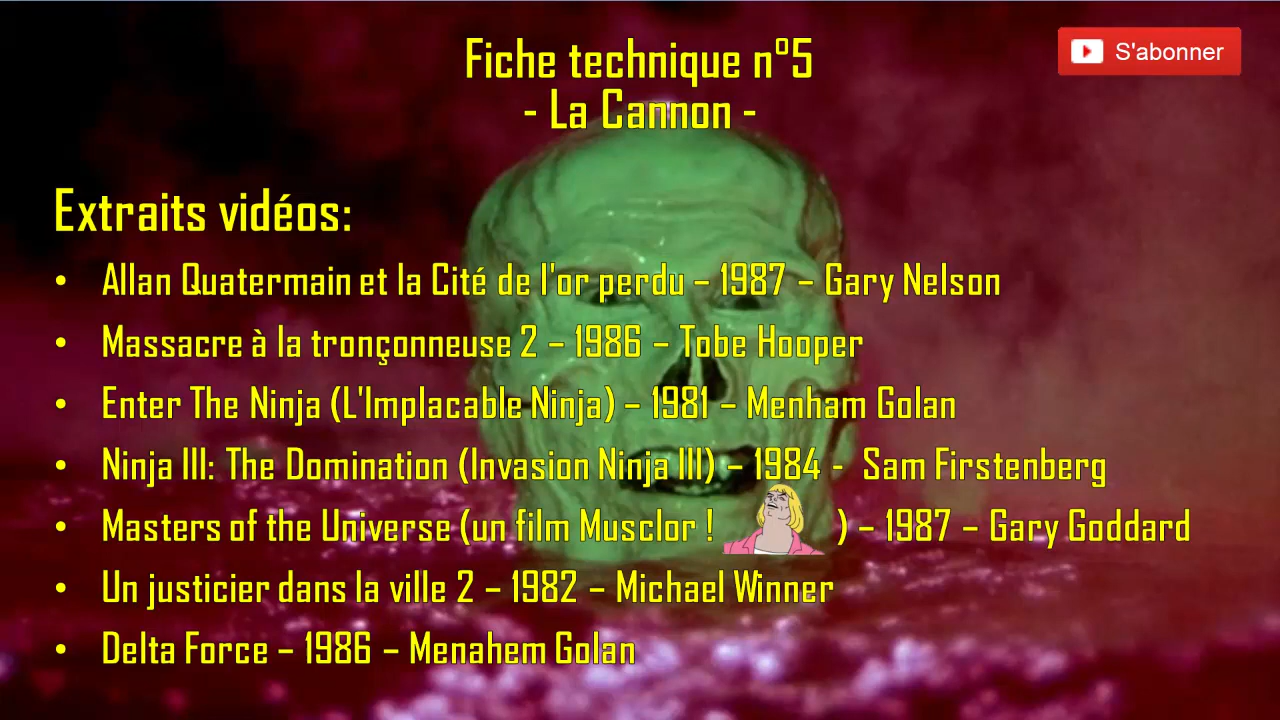 Fiche technique n°5
- La Cannon -
S'abonner
Extraits vidéos:
• Allan Quatermain et la Cité de l'or perdu – 1987 – Gary Nelson
• Massacre à la tronçonneuse 2 – 1986 – Tobe Hooper
• Enter The Ninja (L'Implacable Ninja) – 1981 – Menham Golan
• Ninja III: The Domination (Invasion Ninja III) – 1984 - Sam Firstenberg
• Masters of the Universe (un film Musclor ! ) – 1987 – Gary Goddard
• Un justicier dans la ville 2 – 1982 – Michael Winner
• Delta Force – 1986 – Menahem Golan